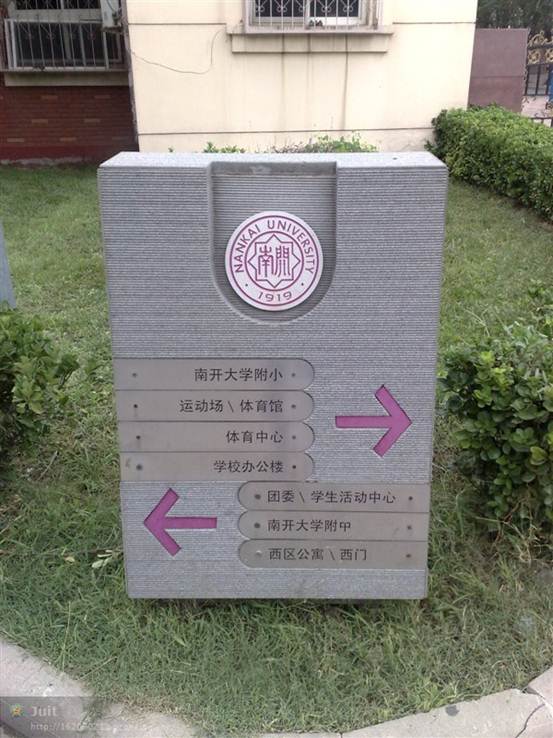 NANKAI UNIVERSITY
南開
1919
南开大学附小
运动场 \ 体育馆
体育中心
学校办公楼
团委 \ 学生活动中心
南开大学附中
西区公寓 \ 西门
Juit